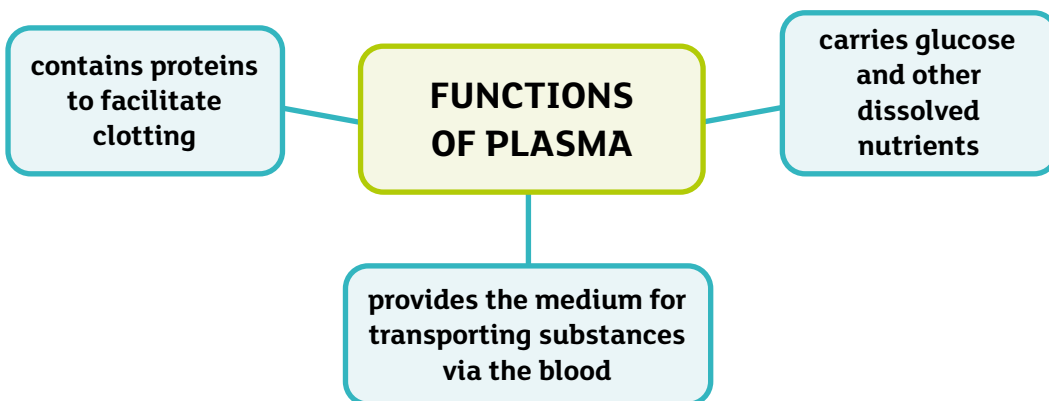 FUNCTIONS
OF PLASMA
contains proteins
to facilitate
clotting
carries glucose
and other
dissolved
nutrients
provides the medium for
transporting substances
via the blood